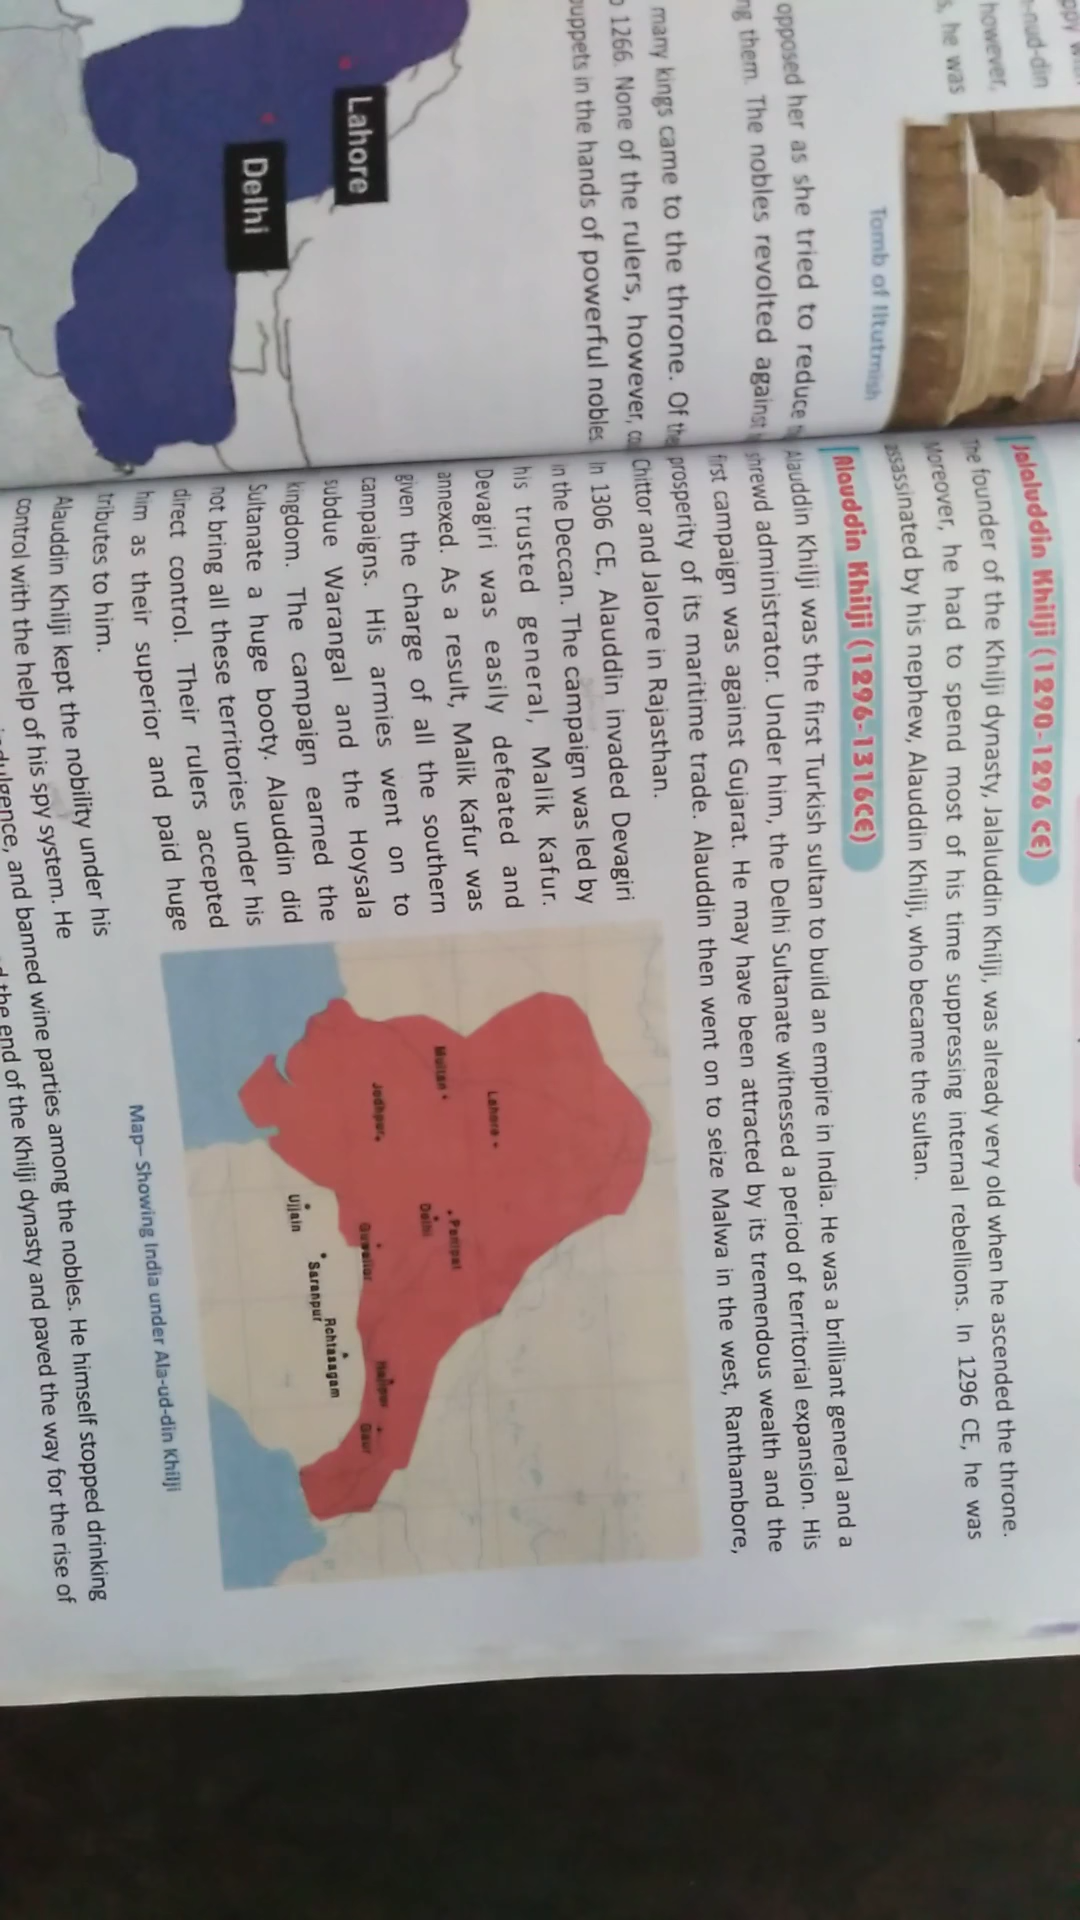 ppy w
-nud-din
however,
s, he was
Tomb of Iltutmish
opposed her as she tried to reduce
ng them. The nobles revolted against
many kings came to the throne. Of the
1266. None of the rulers, however,
puppets in the hands of powerful nobles
Lahore
Delhi
Jalaluddin Khilji (1290-1296 CE)
The founder of the Khilji dynasty, Jalaluddin Khilji, was already very old when he ascended the throne.
Moreover, he had to spend most of his time suppressing internal rebellions. In 1296 CE, he was
assassinated by his nephew, Alauddin Khilji, who became the sultan.
Alauddin Khilji (1296-1316CE)
Alauddin Khilji was the first Turkish sultan to build an empire in India. He was a brilliant general and a
shrewd administrator. Under him, the Delhi Sultanate witnessed a period of territorial expansion. His
first campaign was against Gujarat. He may have been attracted by its tremendous wealth and the
prosperity of its maritime trade. Alauddin then went on to seize Malwa in the west, Ranthambore,
Chittor and Jalore in Rajasthan.
In 1306 CE, Alauddin invaded Devagiri
in the Deccan. The campaign was led by
his trusted general, Malik Kafur.
Devagiri was easily defeated and
annexed. As a result, Malik Kafur was
given the charge of all the southern
campaigns. His armies went on to
subdue Warangal and the Hoysala
kingdom. The campaign earned the
Sultanate a huge booty. Alauddin did
not bring all these territories under his
direct control. Their rulers accepted
him as their superior and paid huge
tributes to him.
Lahore
Multan
Panipat
Delhi
Jodhpur
Guwalior
Hajipur
Gaur
Rohtasgam
Saranpur
Ujjain
Map– Showing India under Ala-ud-din Khilji
Alauddin Khilji kept the nobility under his
control with the help of his spy system. He
himself stopped drinking
wine parties among the nobles. He
indulgence, and banned
the end of the Khilji dynasty and paved the way for the rise of